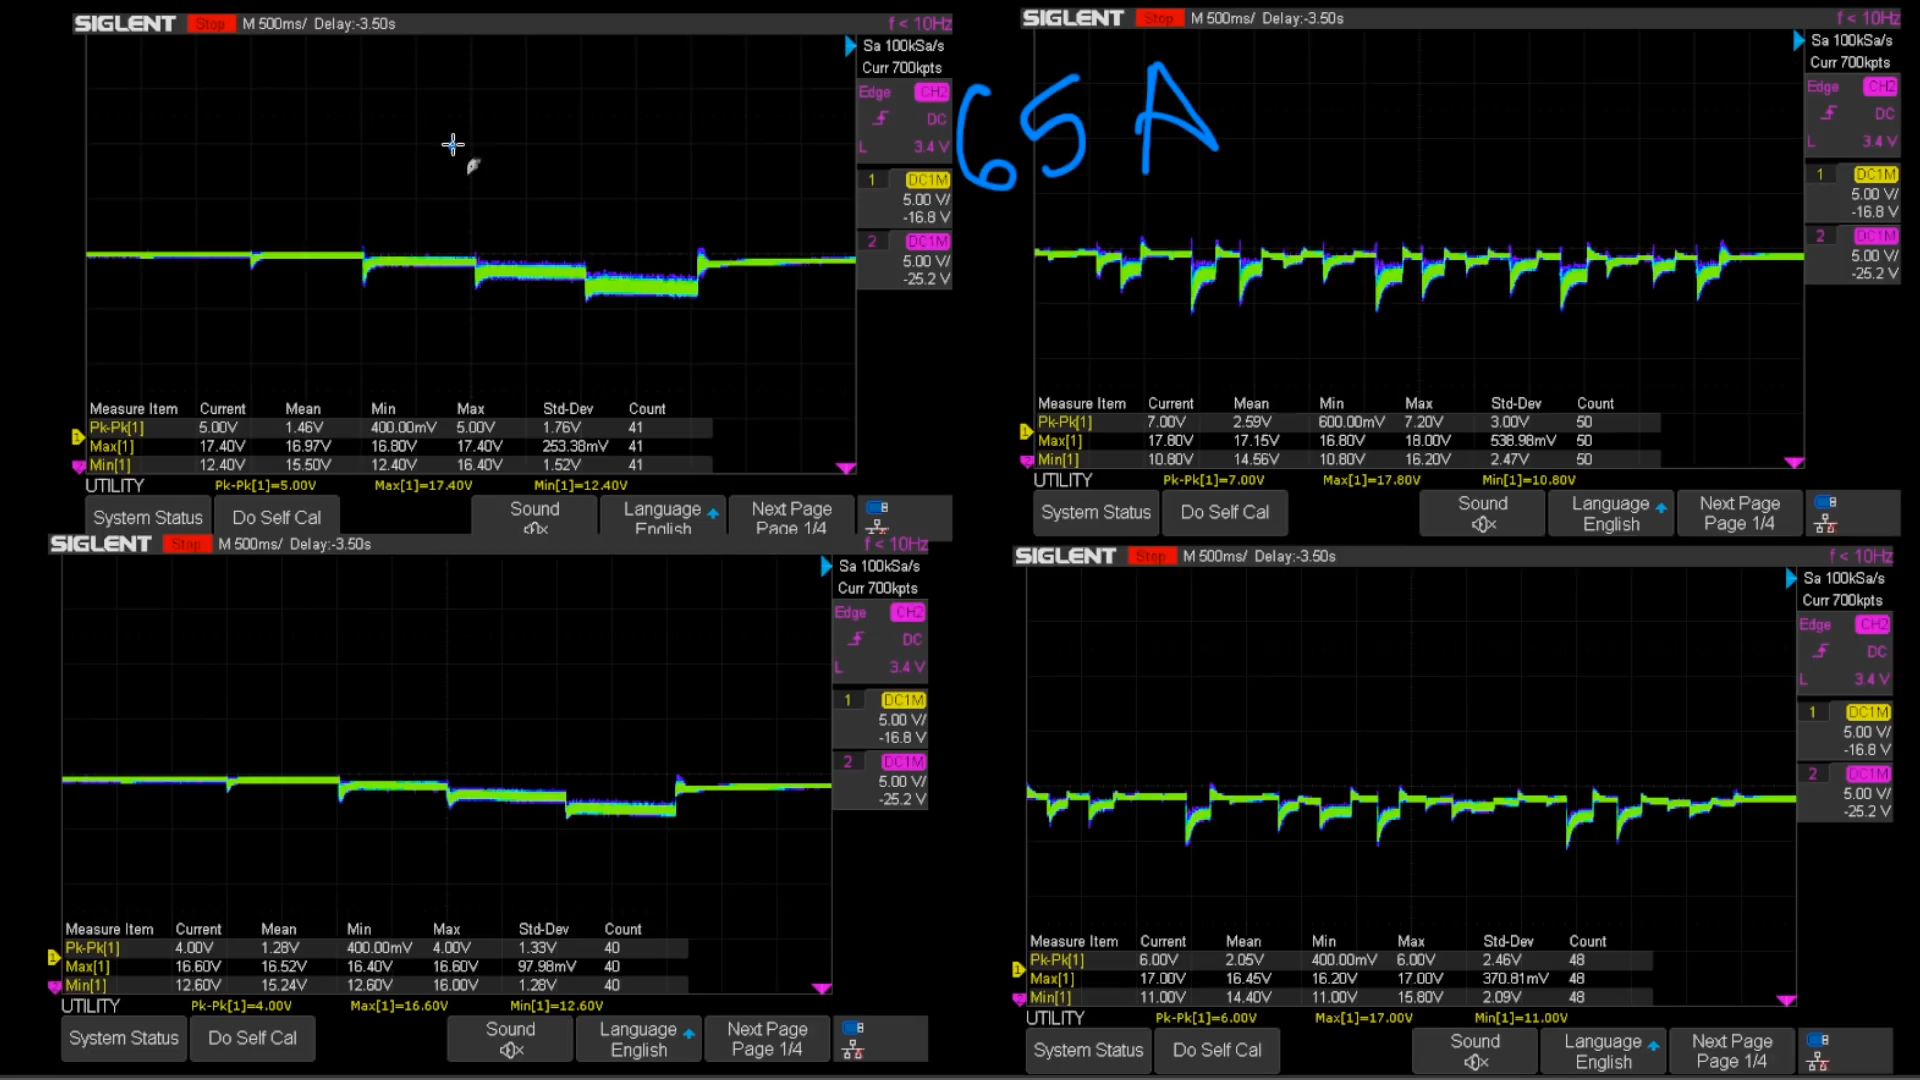 SIGLENT Stop M 500ms/ Delay:-3.50s f < 10Hz
Sa 100kSa/s
Curr 700kpts
Edge CH2
DC
L 3.4 V
1 DC1M
5.00 V/
-16.8 V
2 DC1M
5.00 V/
-25.2 V
Measure Item Current Mean Min Max Std-Dev Count
Pk-Pk[1] 5.00V 1.46V 400.00mV 5.00V 1.76V 41
Max[1] 17.40V 16.97V 16.80V 17.40V 253.38mV 41
Min[1] 12.40V 15.50V 12.40V 16.40V 1.52V 41
UTILITY Pk-Pk[1]=5.00V Max[1]=17.40V Min[1]=12.40V
System Status Do Self Cal Sound Language English Next Page Page 1/4
65A
SIGLENT Stop M 500ms/ Delay:-3.50s f < 10Hz
Sa 100kSa/s
Curr 700kpts
Edge CH2
DC
L 3.4 V
1 DC1M
5.00 V/
-16.8 V
2 DC1M
5.00 V/
-25.2 V
Measure Item Current Mean Min Max Std-Dev Count
Pk-Pk[1] 7.00V 2.59V 600.00mV 7.20V 3.00V 50
Max[1] 17.80V 17.15V 16.80V 18.00V 538.98mV 50
Min[1] 10.80V 14.56V 10.80V 16.20V 2.47V 50
UTILITY Pk-Pk[1]=7.00V Max[1]=17.80V Min[1]=10.80V
System Status Do Self Cal Sound Language English Next Page Page 1/4
SIGLENT Stop M 500ms/ Delay:-3.50s f < 10Hz
Sa 100kSa/s
Curr 700kpts
Edge CH2
DC
L 3.4 V
1 DC1M
5.00 V/
-16.8 V
2 DC1M
5.00 V/
-25.2 V
Measure Item Current Mean Min Max Std-Dev Count
Pk-Pk[1] 4.00V 1.28V 400.00mV 4.00V 1.33V 40
Max[1] 16.60V 16.52V 16.40V 16.60V 97.98mV 40
Min[1] 12.60V 15.24V 12.60V 16.00V 1.28V 40
UTILITY Pk-Pk[1]=4.00V Max[1]=16.60V Min[1]=12.60V
System Status Do Self Cal Sound Language English Next Page Page 1/4
SIGLENT Stop M 500ms/ Delay:-3.50s f < 10Hz
Sa 100kSa/s
Curr 700kpts
Edge CH2
DC
L 3.4 V
1 DC1M
5.00 V/
-16.8 V
2 DC1M
5.00 V/
-25.2 V
Measure Item Current Mean Min Max Std-Dev Count
Pk-Pk[1] 6.00V 2.05V 400.00mV 6.00V 2.46V 48
Max[1] 17.00V 16.45V 16.20V 17.00V 370.81mV 48
Min[1] 11.00V 14.40V 11.00V 15.80V 2.09V 48
UTILITY Pk-Pk[1]=6.00V Max[1]=17.00V Min[1]=11.00V
System Status Do Self Cal Sound Language English Next Page Page 1/4